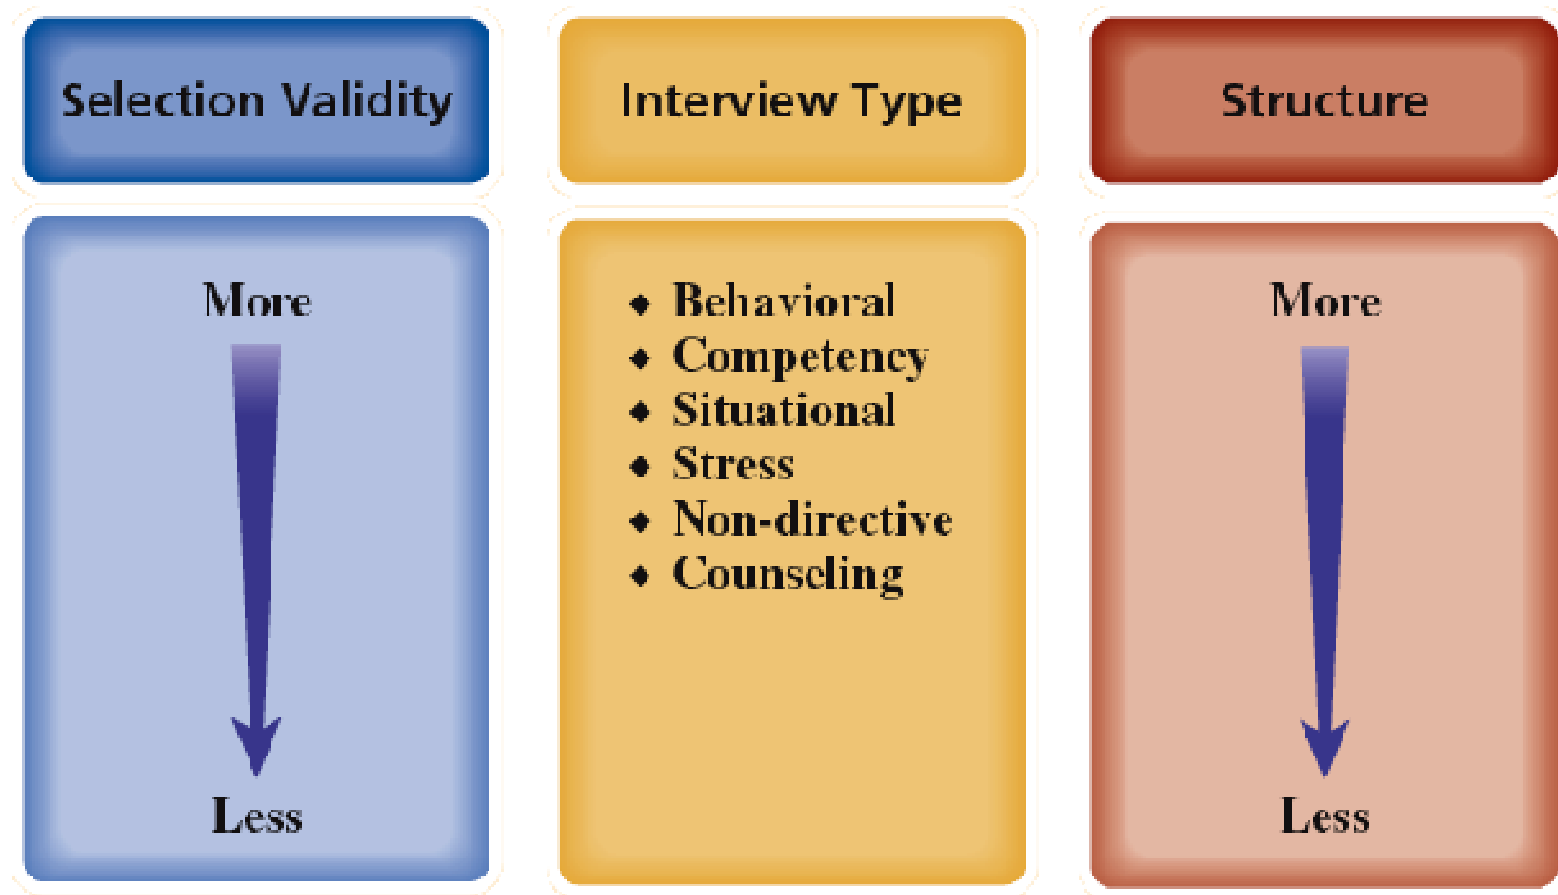 Selection Validity
Interview Type
Structure
More
Less
◆ Behavioral
◆ Competency
◆ Situational
◆ Stress
◆ Non-directive
◆ Counseling
More
Less